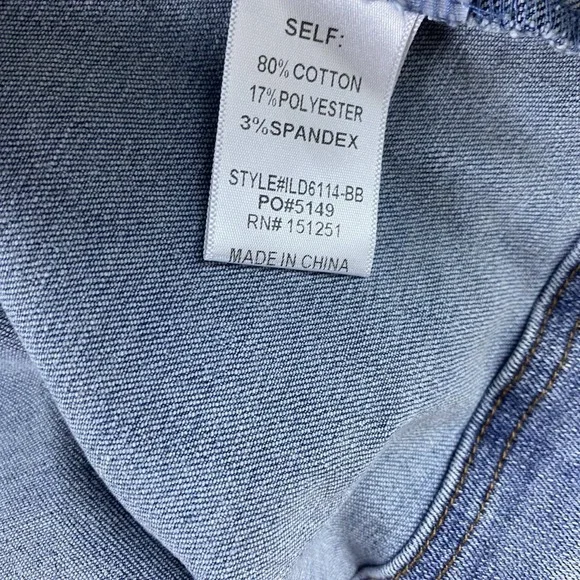 SELF:
80% COTTON
17%POLYESTER
3%SPANDEX
STYLE#ILD6114-BB
PO#5149
RN# 151251
MADE IN CHINA